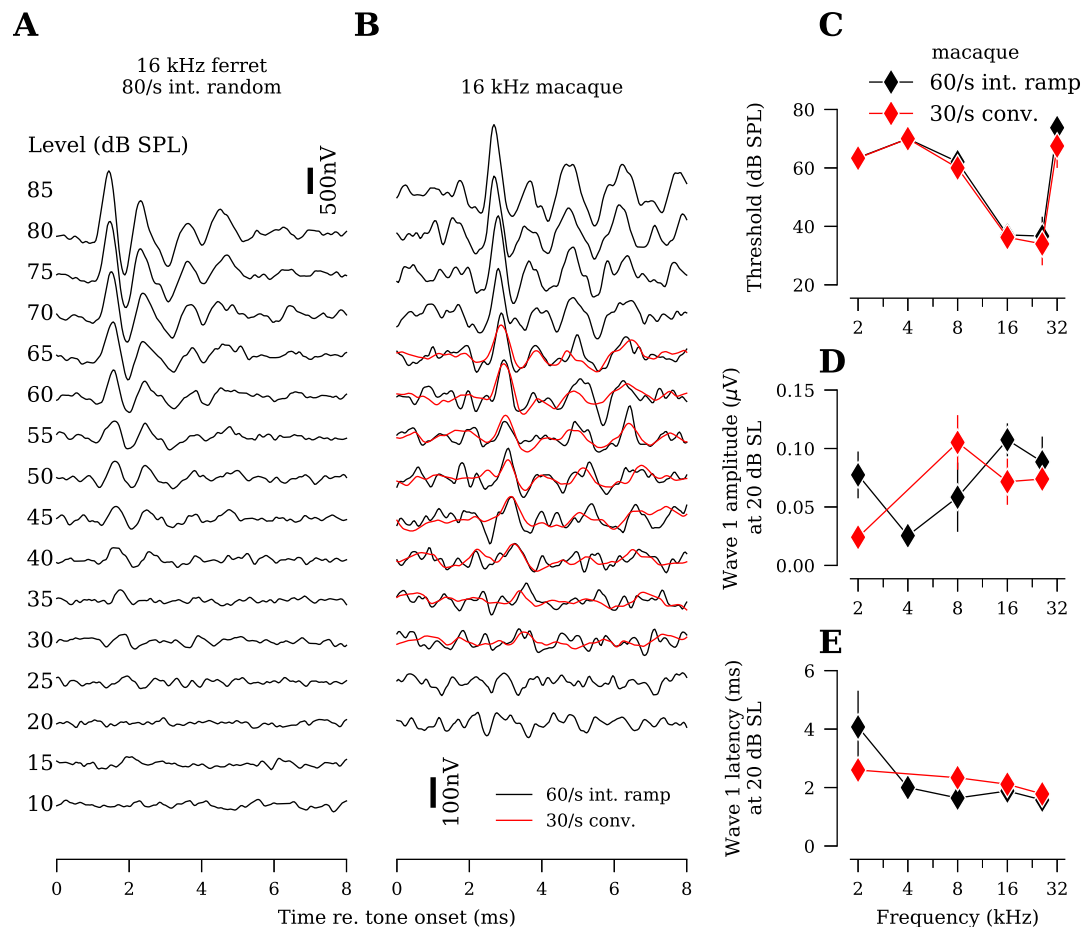 A
B
C
16 kHz ferret
80/s int. random
16 kHz macaque
macaque
60/s int. ramp
30/s conv.
Level (dB SPL)
500nV
85
80
75
70
65
60
55
50
45
40
35
30
25
20
15
10
100nV
60/s int. ramp
30/s conv.
0 2 4 6 8
0 2 4 6 8
Time re. tone onset (ms)
Threshold (dB SPL)
80
60
40
20
2 4 8 16 32
D
Wave 1 amplitude (µV)
at 20 dB SL
0.15
0.10
0.05
0.00
2 4 8 16 32
E
Wave 1 latency (ms)
at 20 dB SL
6
4
2
0
2 4 8 16 32
Frequency (kHz)